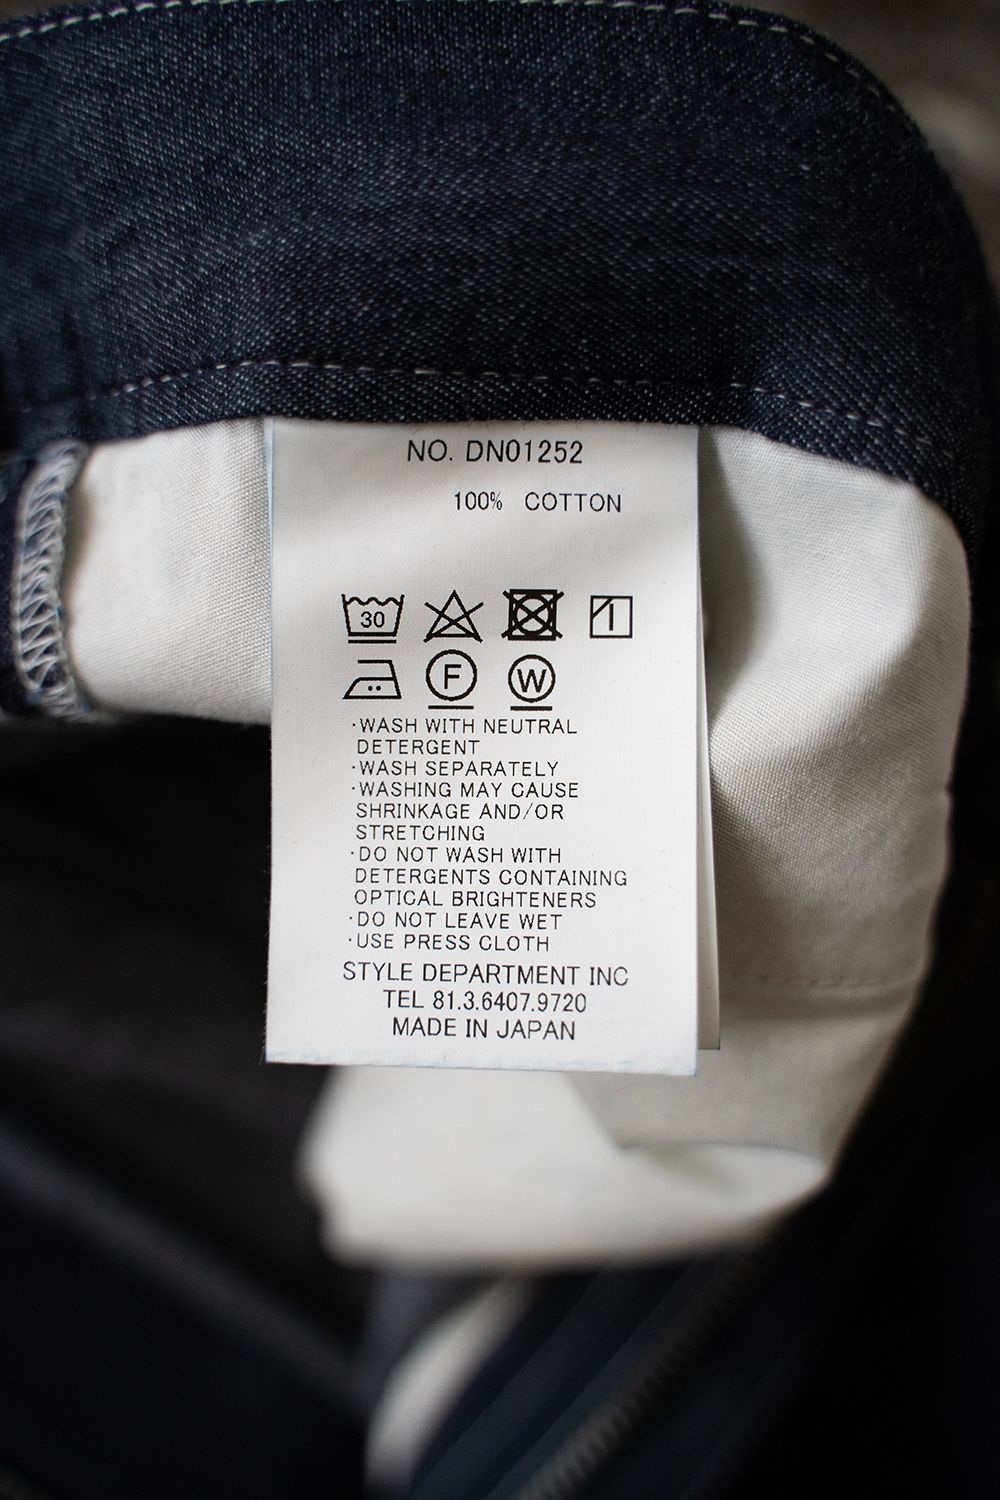 NO. DN01252
100% COTTON
30
F W
·WASH WITH NEUTRAL
DETERGENT
·WASH SEPARATELY
·WASHING MAY CAUSE
SHRINKAGE AND/OR
STRETCHING
·DO NOT WASH WITH
DETERGENTS CONTAINING
OPTICAL BRIGHTENERS
·DO NOT LEAVE WET
·USE PRESS CLOTH
STYLE DEPARTMENT INC
TEL 81.3.6407.9720
MADE IN JAPAN